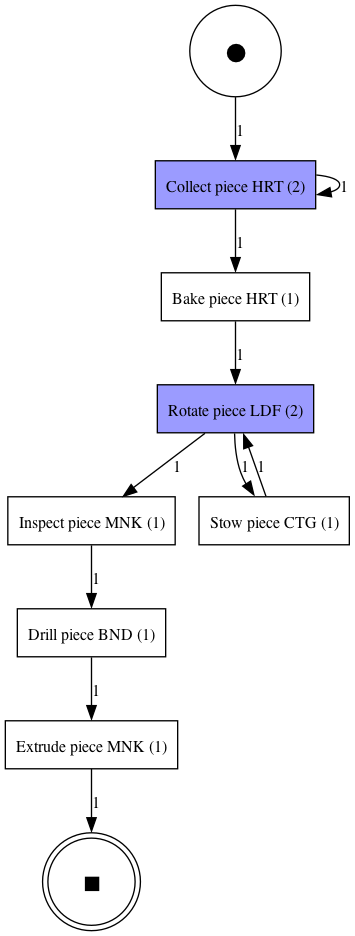 1
Collect piece HRT (2)
1
1
Bake piece HRT (1)
1
Rotate piece LDF (2)
1
1
1
Inspect piece MNK (1)
Stow piece CTG (1)
1
Drill piece BND (1)
1
Extrude piece MNK (1)
1